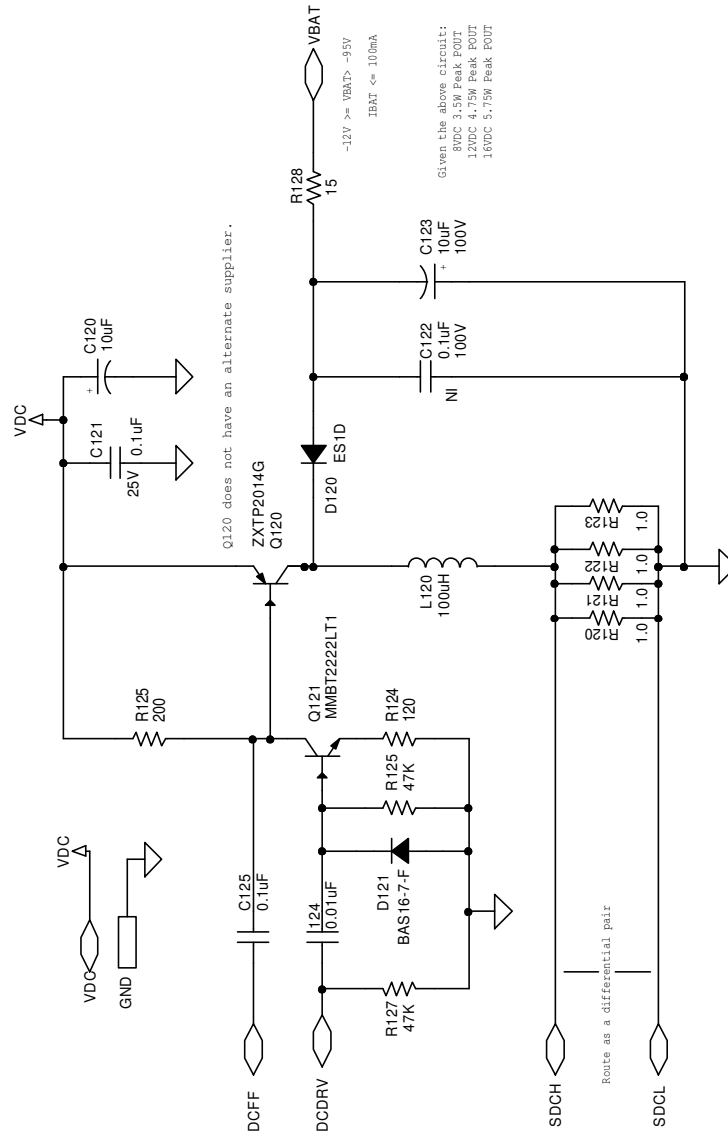 VDC
GND
VDC
VDC
C121
0.1uF
25V
C120
10uF
R125
200
ZXTP2014G
Q120
Q120 does not have an alternate supplier.
DCFF
C125
0.1uF
DCDRV
124
0.01uF
R127
47K
D121
BAS16-7-F
R125
47K
Q121
MMBT2222LT1
R124
120
D120
ES1D
R128
15
VBAT
-12V >= VBAT> -95V
IBAT <= 100mA
L120
100uH
NI
C122
0.1uF
100V
C123
10uF
100V
+
+
Given the above circuit:
8VDC 3.5W Peak POUT
12VDC 4.75W Peak POUT
16VDC 5.75W Peak POUT
SDCH
Route as a differential pair
SDCL
R120
1.0
R121
1.0
R122
1.0
R123
1.0